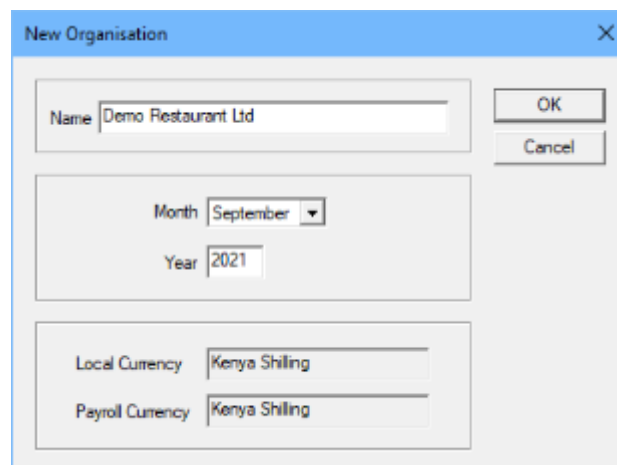 New Organisation
Name Demo Restaurant Ltd
OK
Cancel
Month September
Year 2021
Local Currency Kenya Shilling
Payroll Currency Kenya Shilling